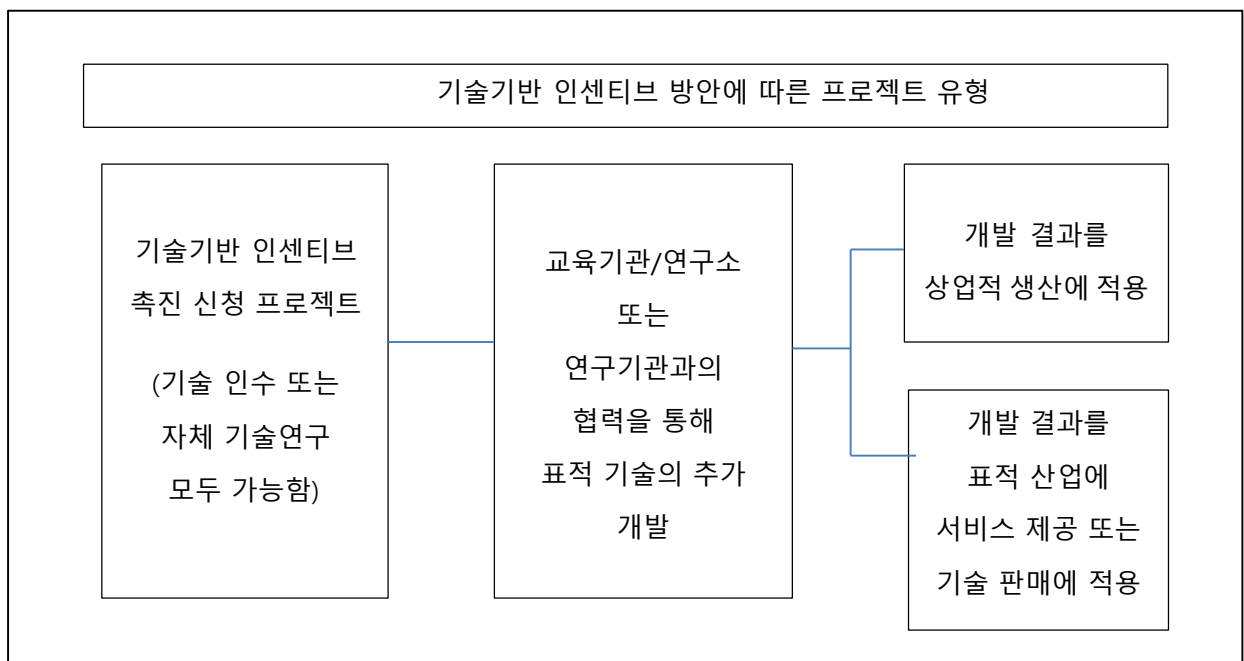 기술기반 인센티브 방안에 따른 프로젝트 유형
기술기반 인센티브
촉진 신청 프로젝트
(기술 인수 또는
자체 기술연구
모두 가능함)
교육기관/연구소
또는
연구기관과의
협력을 통해
표적 기술의 추가
개발
개발 결과를
상업적 생산에 적용
개발 결과를
표적 산업에
서비스 제공 또는
기술 판매에 적용